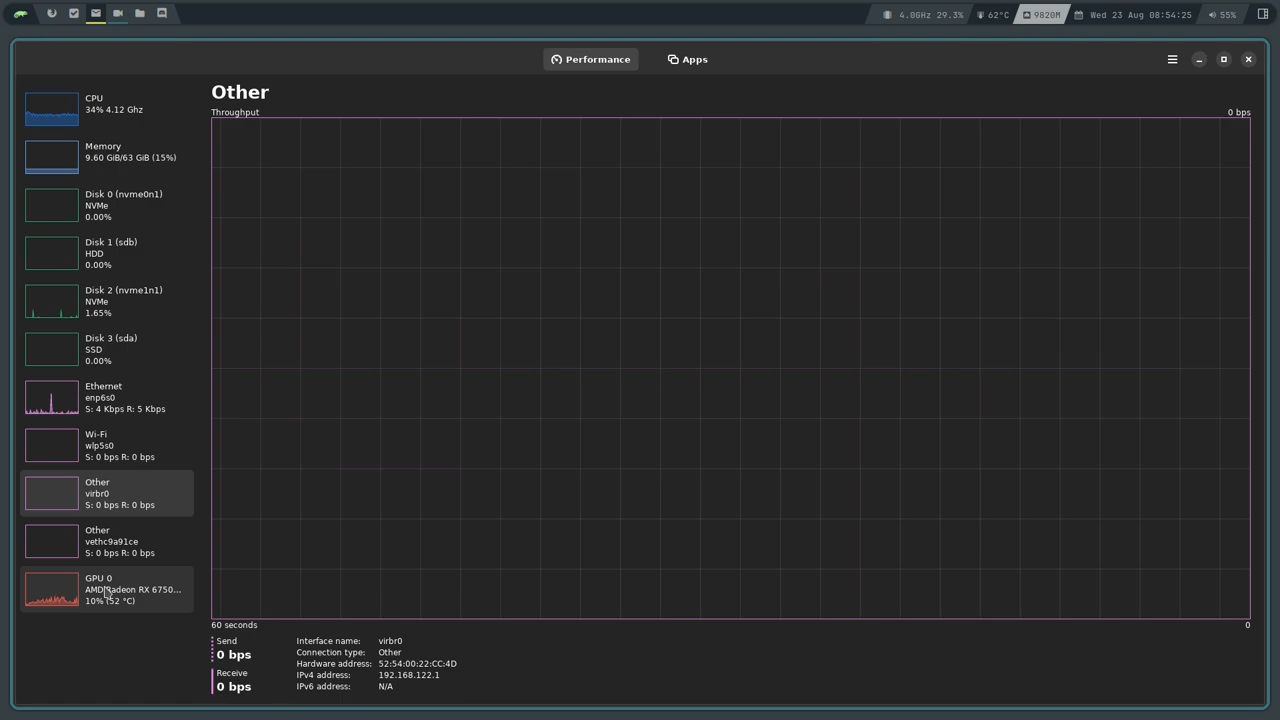 4.0GHz 29.3%
62°C
9820M
Wed 23 Aug 08:54:25
55%
Performance
Apps
CPU
34% 4.12 Ghz
Memory
9.60 GiB/63 GiB (15%)
Disk 0 (nvme0n1)
NVMe
0.00%
Disk 1 (sdb)
HDD
0.00%
Disk 2 (nvme1n1)
NVMe
1.65%
Disk 3 (sda)
SSD
0.00%
Ethernet
enp6s0
S: 4 Kbps R: 5 Kbps
Wi-Fi
wlp5s0
S: 0 bps R: 0 bps
Other
virbr0
S: 0 bps R: 0 bps
Other
vethc9a91ce
S: 0 bps R: 0 bps
GPU 0
AMD Radeon RX 6750...
10% (52 °C)
Other
Throughput
0 bps
60 seconds
0
Send
0 bps
Receive
0 bps
Interface name: virbr0
Connection type: Other
Hardware address: 52:54:00:22:CC:4D
IPv4 address: 192.168.122.1
IPv6 address: N/A